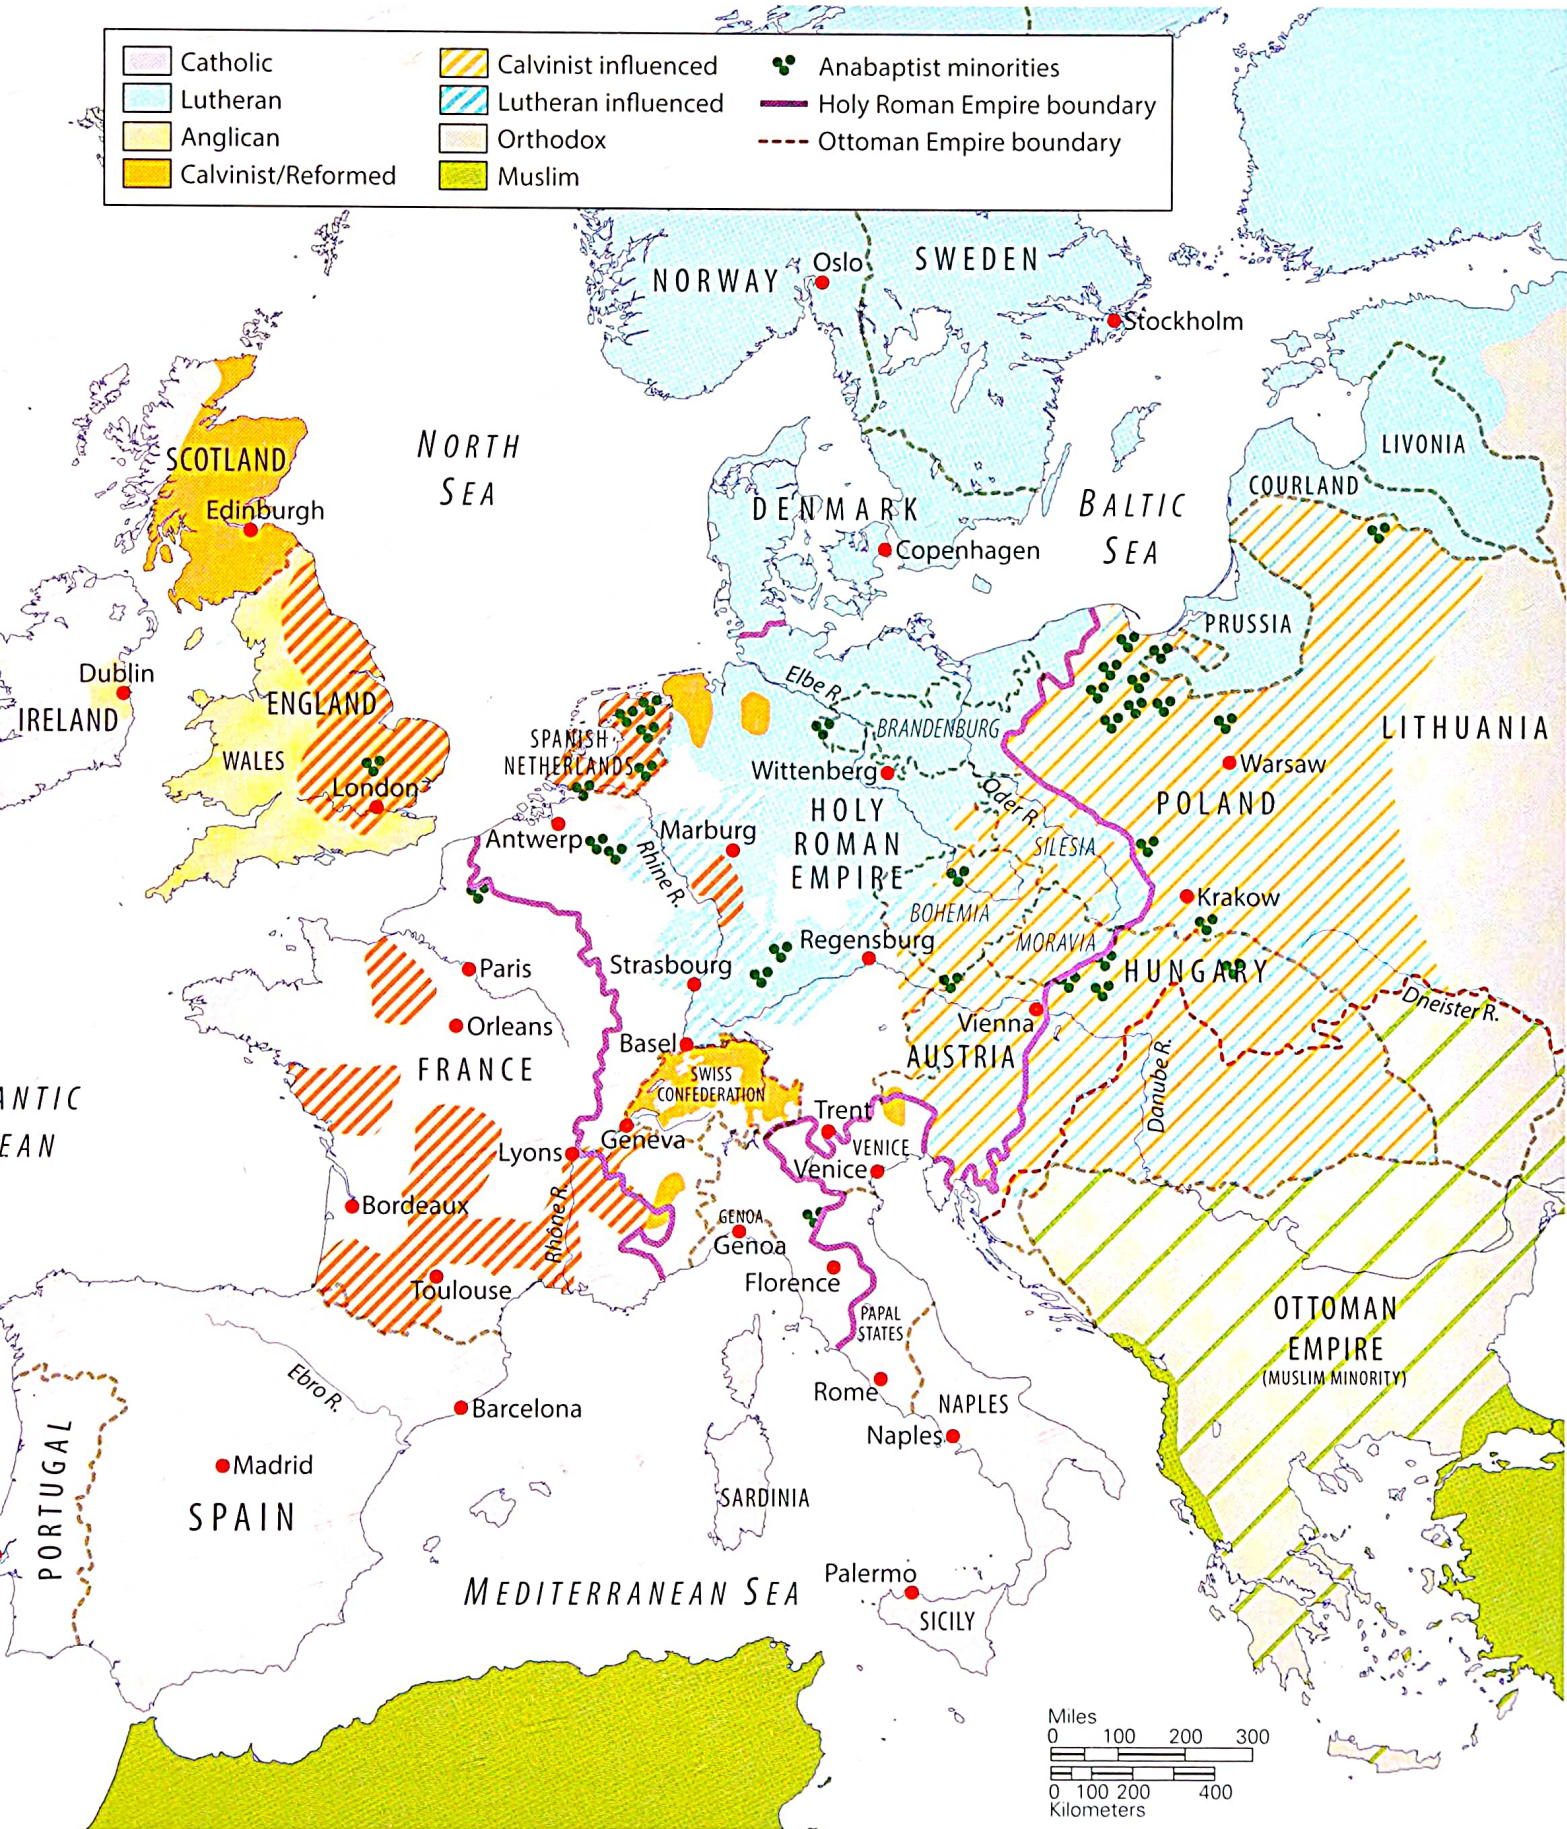 Catholic
Lutheran
Anglican
Calvinist/Reformed
Calvinist influenced
Lutheran influenced
Orthodox
Muslim
Anabaptist minorities
Holy Roman Empire boundary
Ottoman Empire boundary
NORWAY
Oslo
SWEDEN
Stockholm
NORTH
SEA
SCOTLAND
Edinburgh
DENMARK
Copenhagen
BALTIC
SEA
LIVONIA
COURLAND
PRUSSIA
LITHUANIA
Dublin
IRELAND
ENGLAND
WALES
London
SPANISH
NETHERLANDS
Antwerp
Elbe R.
BRANDENBURG
Wittenberg
HOLY
ROMAN
EMPIRE
Marburg
Rhine R.
Oder R.
SILESIA
Warsaw
POLAND
Krakow
BOHEMIA
MORAVIA
Regensburg
Strasbourg
HUNGARY
Dneister R.
Paris
Orleans
FRANCE
Basel
SWISS
CONFEDERATION
Geneva
Vienna
AUSTRIA
Danube R.
ANTIC
EAN
Lyons
Trent
VENICE
Venice
Bordeaux
Rhône R.
GENOA
Genoa
Florence
Toulouse
PAPAL
STATES
OTTOMAN
EMPIRE
(MUSLIM MINORITY)
Ebro R.
Barcelona
Rome
NAPLES
Naples
PORTUGAL
Madrid
SPAIN
SARDINIA
MEDITERRANEAN SEA
Palermo
SICILY
Miles
0 100 200 300
0 100 200 400
Kilometers